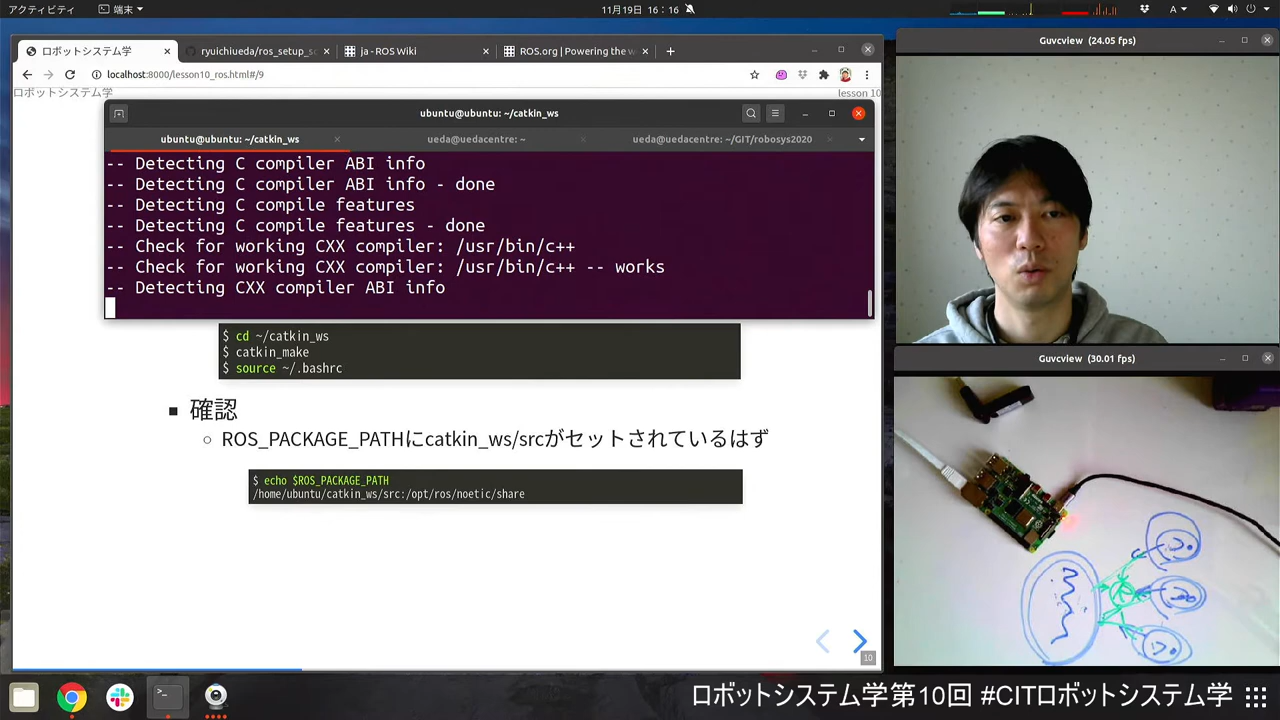 アクティビティ
端末
11月19日 16：16
A
ロボットシステム学
ryuichiueda/ros_setup_sc
ja - ROS Wiki
ROS.org | Powering the w
localhost:8000/lesson10_ros.html#/9
ロボットシステム学
lesson 10
ubuntu@ubuntu: ~/catkin_ws
ubuntu@ubuntu: ~/catkin_ws
ueda@uedacentre: ~
ueda@uedacentre: ~/GIT/robosys2020
-- Detecting C compiler ABI info
-- Detecting C compiler ABI info - done
-- Detecting C compile features
-- Detecting C compile features - done
-- Check for working CXX compiler: /usr/bin/c++
-- Check for working CXX compiler: /usr/bin/c++ -- works
-- Detecting CXX compiler ABI info
$ cd ~/catkin_ws
$ catkin_make
$ source ~/.bashrc
確認
ROS_PACKAGE_PATHにcatkin_ws/srcがセットされているはず
$ echo $ROS_PACKAGE_PATH
/home/ubuntu/catkin_ws/src:/opt/ros/noetic/share
10
Guvcview (24.05 fps)
Guvcview (30.01 fps)
ロボットシステム学第10回 #CITロボットシステム学